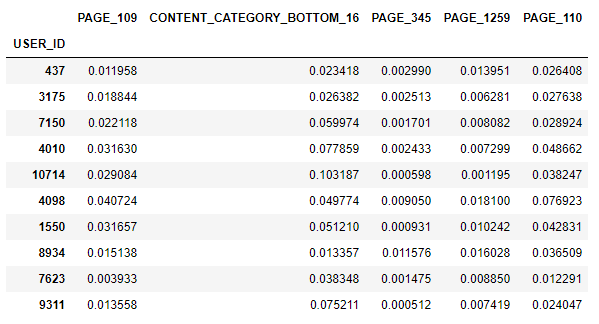 PAGE_109 CONTENT_CATEGORY_BOTTOM_16 PAGE_345 PAGE_1259 PAGE_110
USER_ID
437 0.011958 0.023418 0.002990 0.013951 0.026408
3175 0.018844 0.026382 0.002513 0.006281 0.027638
7150 0.022118 0.059974 0.001701 0.008082 0.028924
4010 0.031630 0.077859 0.002433 0.007299 0.048662
10714 0.029084 0.103187 0.000598 0.001195 0.038247
4098 0.040724 0.049774 0.009050 0.018100 0.076923
1550 0.031657 0.051210 0.000931 0.010242 0.042831
8934 0.015138 0.013357 0.011576 0.016028 0.036509
7623 0.003933 0.038348 0.001475 0.008850 0.012291
9311 0.013558 0.075211 0.000512 0.007419 0.024047